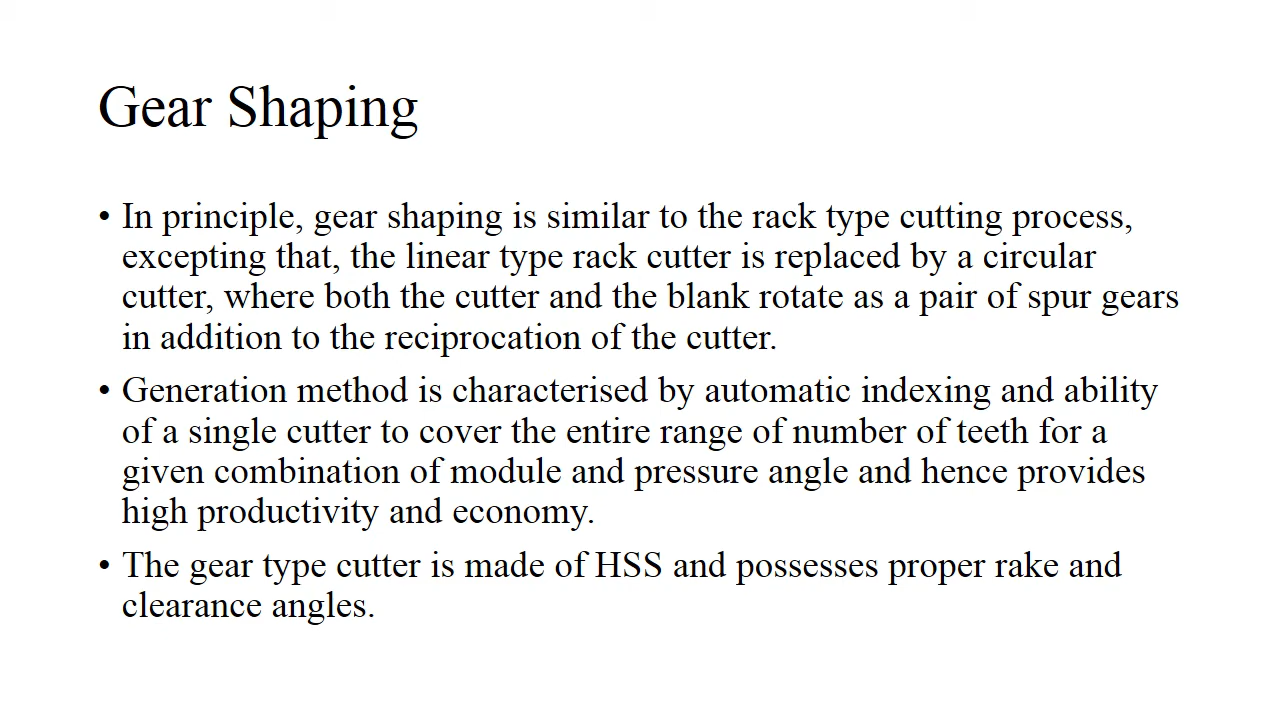 Gear Shaping
• In principle, gear shaping is similar to the rack type cutting process,
excepting that, the linear type rack cutter is replaced by a circular
cutter, where both the cutter and the blank rotate as a pair of spur gears
in addition to the reciprocation of the cutter.
• Generation method is characterised by automatic indexing and ability
of a single cutter to cover the entire range of number of teeth for a
given combination of module and pressure angle and hence provides
high productivity and economy.
• The gear type cutter is made of HSS and possesses proper rake and
clearance angles.